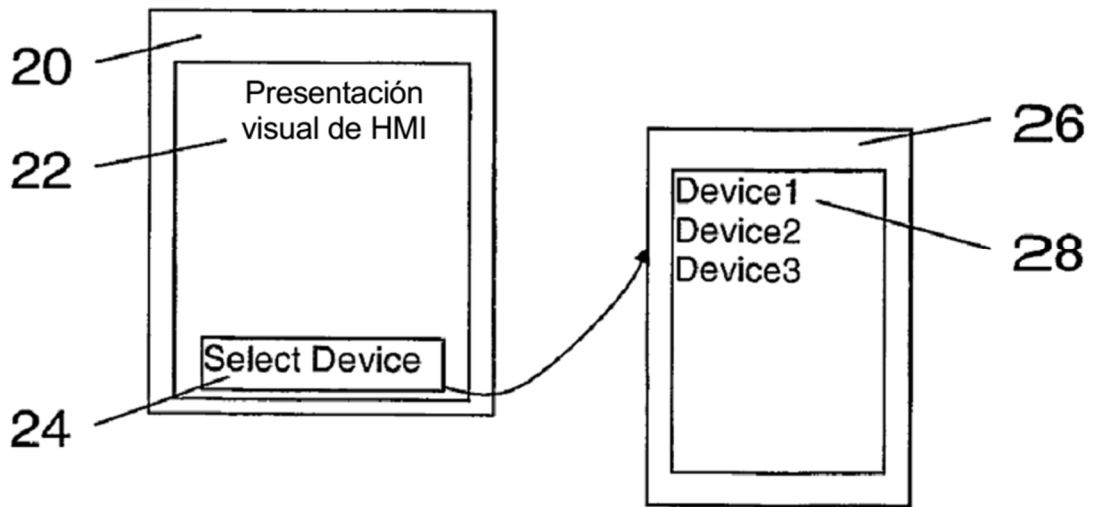 20
Presentación
visual de HMI
22
Select Device
24
26
Device1
Device2
Device3
28